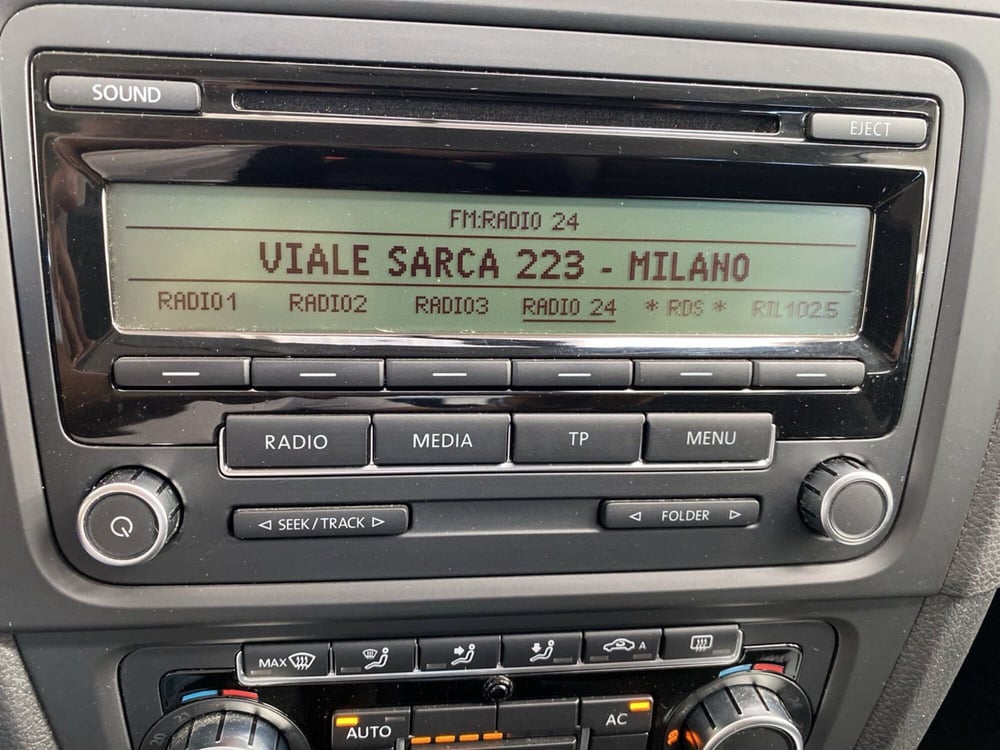 SOUND
EJECT
FM:RADIO 24
VIALE SARCA 223 - MILANO
RADIO1 RADIO2 RADIO3 RADIO 24 * RDS * RTL102.5
RADIO MEDIA TP MENU
SEEK / TRACK
FOLDER
MAX
A
AUTO
AC
20